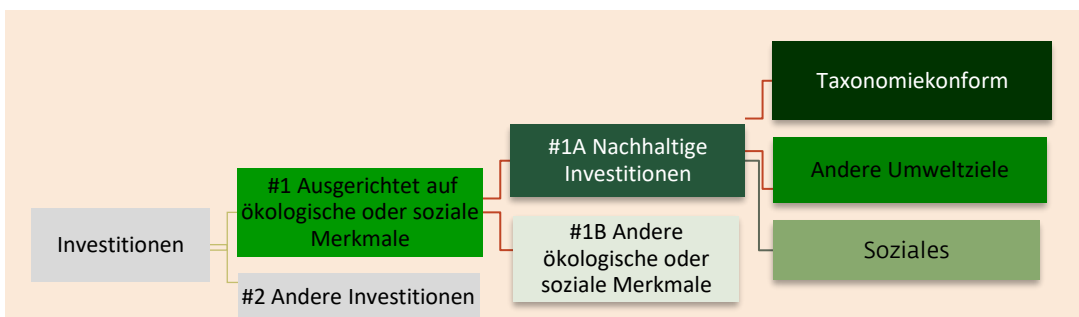 Investitionen
#1 Ausgerichtet auf
ökologische oder soziale
Merkmale
#2 Andere Investitionen
#1A Nachhaltige
Investitionen
#1B Andere
ökologische oder
soziale Merkmale
Taxonomiekonform
Andere Umweltziele
Soziales